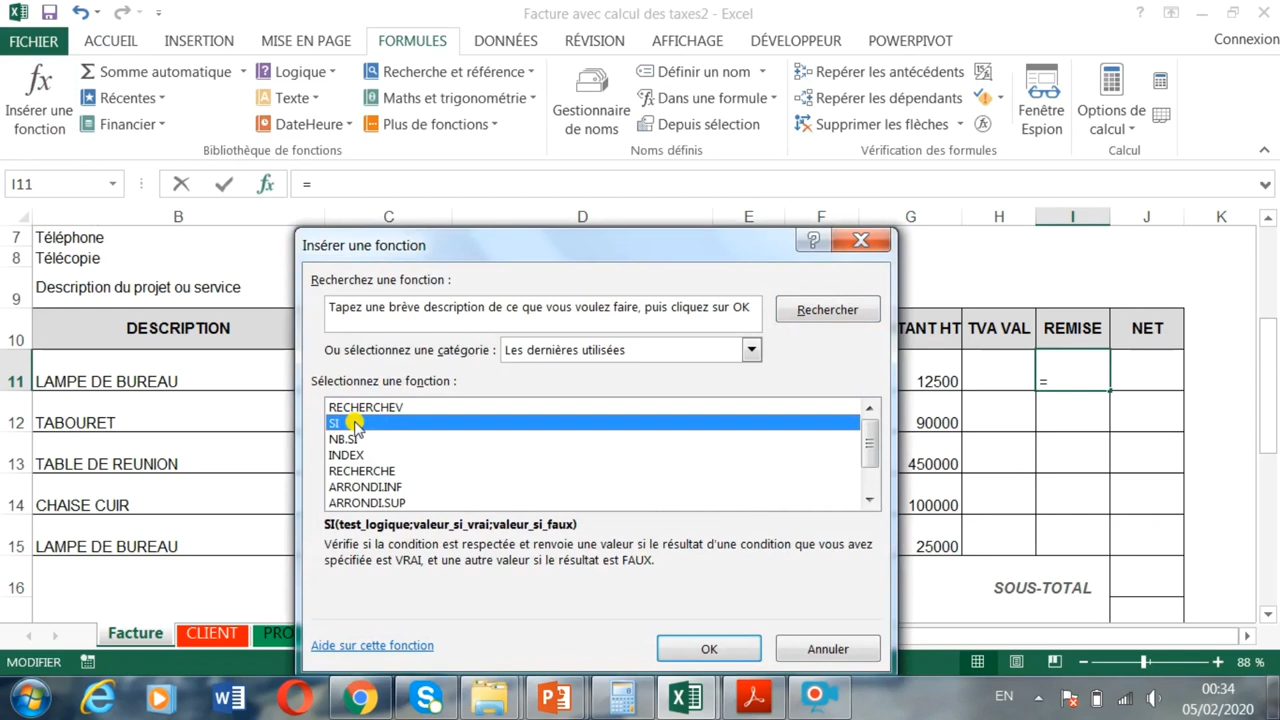 Facture avec calcul des taxes2 - Excel
FICHIER ACCUEIL INSERTION MISE EN PAGE FORMULES DONNÉES RÉVISION AFFICHAGE DÉVELOPPEUR POWERPIVOT Connexion
Insérer une fonction
Somme automatique
Récentes
Financier
Logique
Texte
DateHeure
Recherche et référence
Maths et trigonométrie
Plus de fonctions
Bibliothèque de fonctions
Gestionnaire de noms
Définir un nom
Dans une formule
Depuis sélection
Noms définis
Repérer les antécédents
Repérer les dépendants
Supprimer les flèches
Vérification des formules
Fenêtre Espion
Options de calcul
Calcul
I11 fx =
B C D E F G H I J K
7 Téléphone
8 Télécopie
9 Description du projet ou service
10 DESCRIPTION TANT HT TVA VAL REMISE NET
11 LAMPE DE BUREAU 12500 =
12 TABOURET 90000
13 TABLE DE REUNION 450000
14 CHAISE CUIR 100000
15 LAMPE DE BUREAU 25000
16 SOUS-TOTAL
Insérer une fonction
Recherchez une fonction :
Tapez une brève description de ce que vous voulez faire, puis cliquez sur OK
Rechercher
Ou sélectionnez une catégorie : Les dernières utilisées
Sélectionnez une fonction :
RECHERCHEV
SI
NB.SI
INDEX
RECHERCHE
ARRONDI.INF
ARRONDI.SUP
SI(test_logique;valeur_si_vrai;valeur_si_faux)
Vérifie si la condition est respectée et renvoie une valeur si le résultat d'une condition que vous avez
spécifiée est VRAI, et une autre valeur si le résultat est FAUX.
Aide sur cette fonction
OK Annuler
Facture CLIENT PRO
MODIFIER 88 %
EN 00:34
05/02/2020